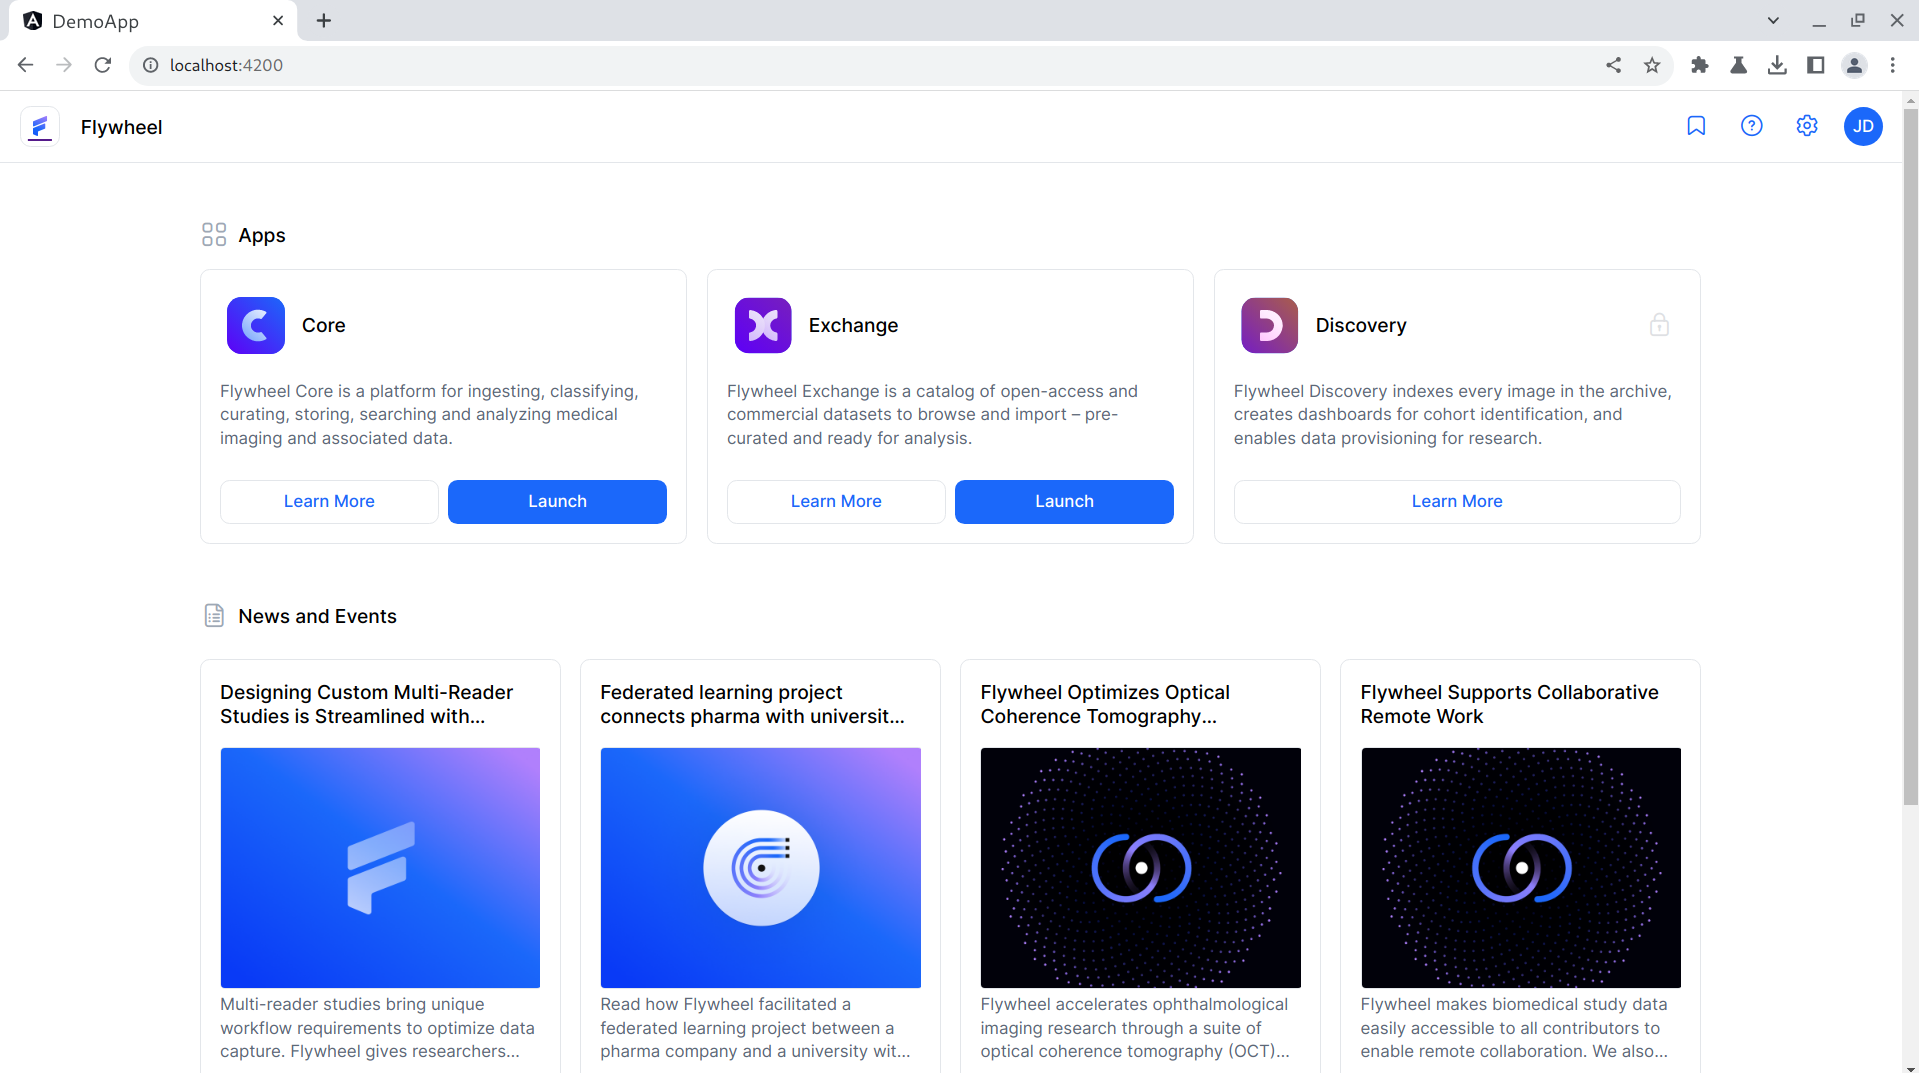 DemoApp
localhost:4200
Flywheel
JD
Apps
Core
Flywheel Core is a platform for ingesting, classifying,
curating, storing, searching and analyzing medical
imaging and associated data.
Learn More
Launch
Exchange
Flywheel Exchange is a catalog of open-access and
commercial datasets to browse and import – pre-
curated and ready for analysis.
Learn More
Launch
Discovery
Flywheel Discovery indexes every image in the archive,
creates dashboards for cohort identification, and
enables data provisioning for research.
Learn More
News and Events
Designing Custom Multi-Reader
Studies is Streamlined with...
Multi-reader studies bring unique
workflow requirements to optimize data
capture. Flywheel gives researchers...
Federated learning project
connects pharma with universit...
Read how Flywheel facilitated a
federated learning project between a
pharma company and a university wit...
Flywheel Optimizes Optical
Coherence Tomography...
Flywheel accelerates ophthalmological
imaging research through a suite of
optical coherence tomography (OCT)...
Flywheel Supports Collaborative
Remote Work
Flywheel makes biomedical study data
easily accessible to all contributors to
enable remote collaboration. We also...